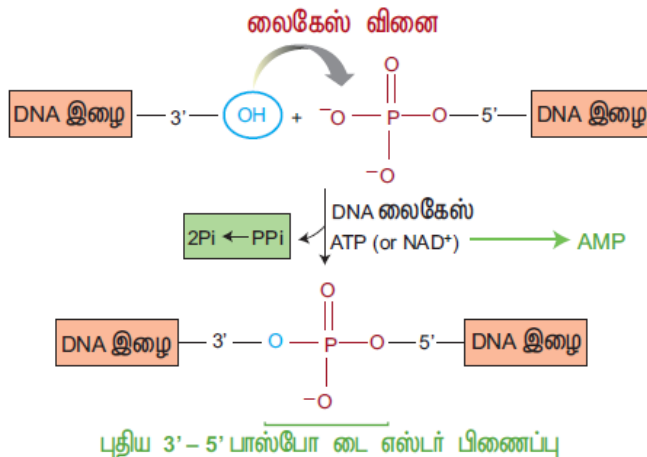 லைகேஸ் வினை
O
DNA இழை 3’ OH + ⁻O P O 5’ DNA இழை
⁻O
DNA லைகேஸ்
2Pi ← PPi ATP (or NAD⁺) → AMP
O
DNA இழை 3’ O P O 5’ DNA இழை
⁻O
புதிய 3’ – 5’ பாஸ்போ டை எஸ்டர் பிணைப்பு